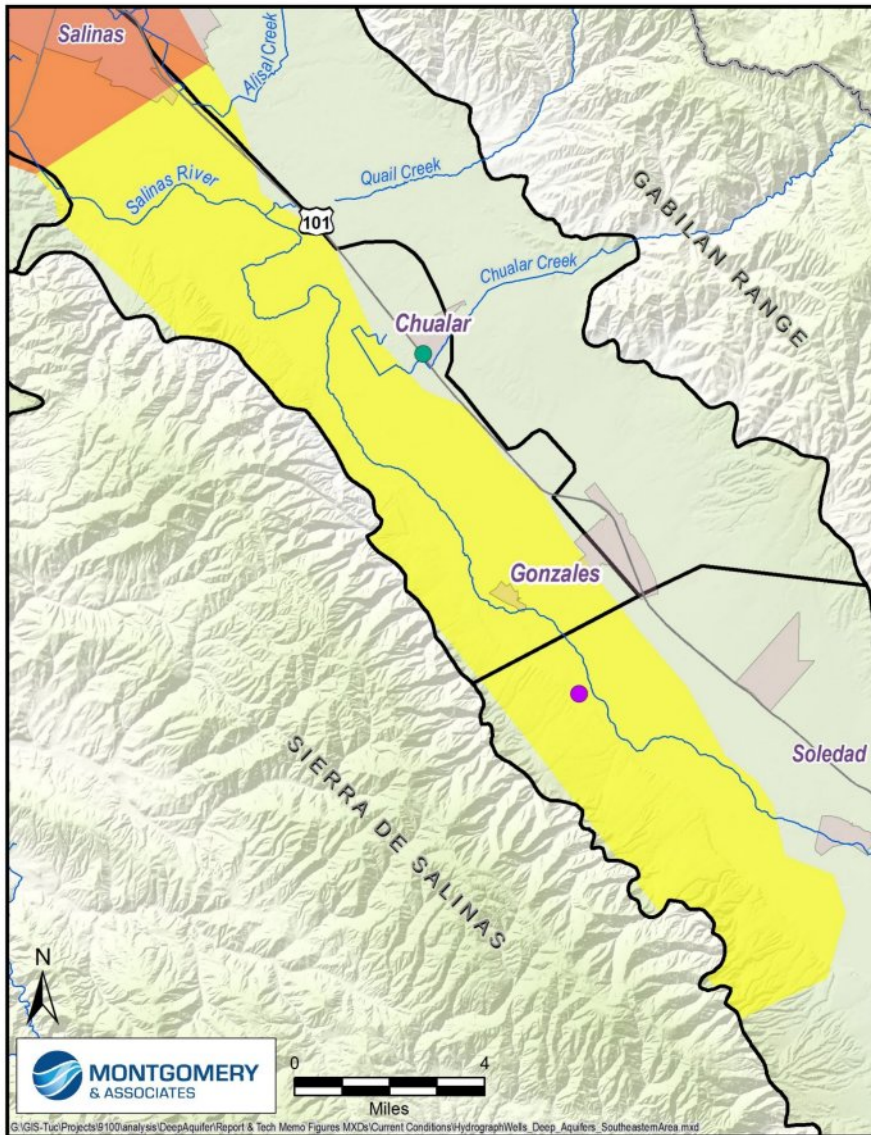 Salinas
Alisal Creek
Quail Creek
Salinas River
101
GABILAN RANGE
Chualar Creek
Chualar
Gonzales
Soledad
SIERRA DE SALINAS
N
MONTGOMERY
& ASSOCIATES
0 4
Miles
G:\GIS-Tuc\Projects\9100\analysis\DeepAquifer\Report & Tech Memo Figures MXDs\Current Conditions\HydrographWells_Deep_Aquifers_SoutheasternArea.mxd